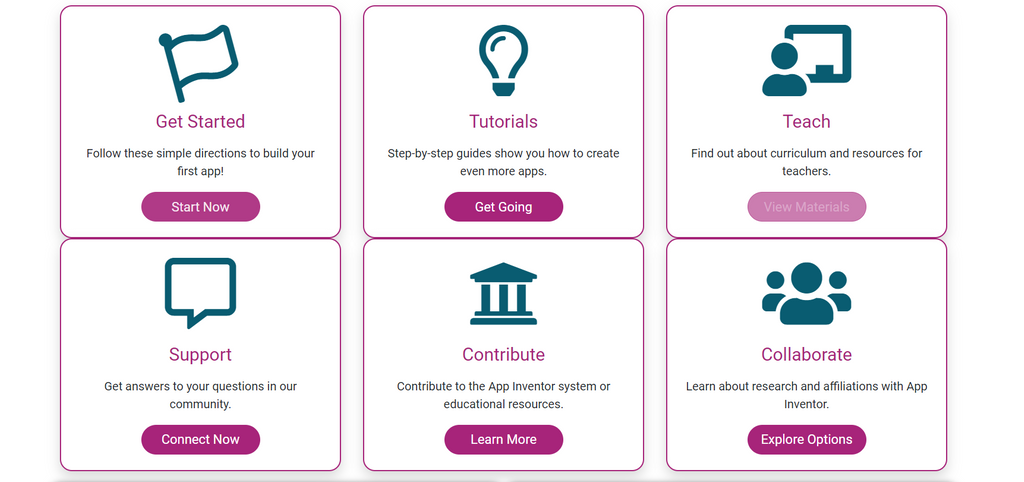 Get Started
Follow these simple directions to build your
first app!
Start Now
Tutorials
Step-by-step guides show you how to create
even more apps.
Get Going
Teach
Find out about curriculum and resources for
teachers.
View Materials
Support
Get answers to your questions in our
community.
Connect Now
Contribute
Contribute to the App Inventor system or
educational resources.
Learn More
Collaborate
Learn about research and affiliations with App
Inventor.
Explore Options